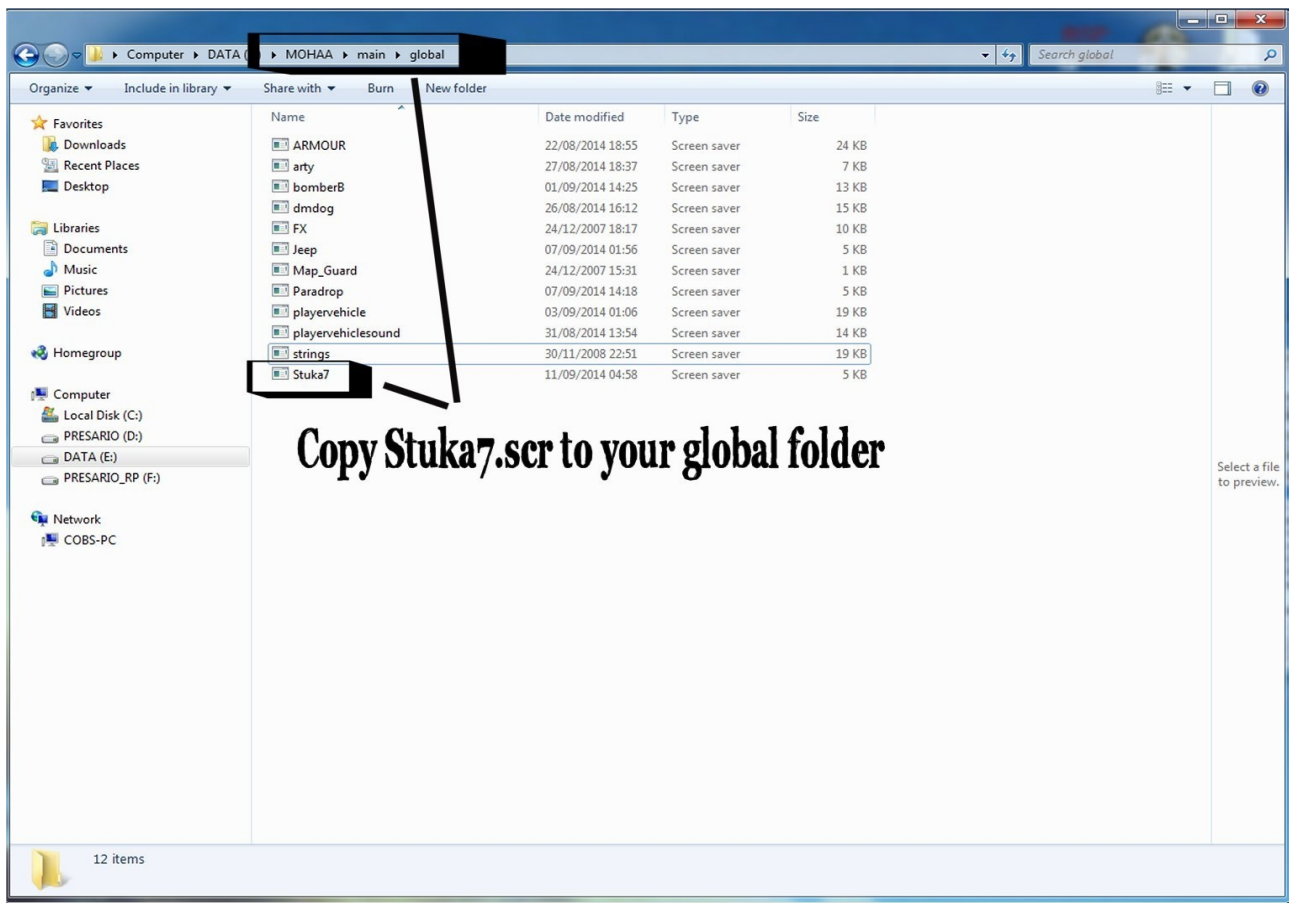 Computer ▸ DATA ( ▸ MOHAA ▸ main ▸ global
Search global
Organize Include in library Share with Burn New folder
Name Date modified Type Size
ARMOUR 22/08/2014 18:55 Screen saver 24 KB
arty 27/08/2014 18:37 Screen saver 7 KB
bomberB 01/09/2014 14:25 Screen saver 13 KB
dmdog 26/08/2014 16:12 Screen saver 15 KB
FX 24/12/2007 18:17 Screen saver 10 KB
Jeep 07/09/2014 01:56 Screen saver 5 KB
Map_Guard 24/12/2007 15:31 Screen saver 1 KB
Paradrop 07/09/2014 14:18 Screen saver 5 KB
playervehicle 03/09/2014 01:06 Screen saver 19 KB
playervehiclesound 31/08/2014 13:54 Screen saver 14 KB
strings 30/11/2008 22:51 Screen saver 19 KB
Stuka7 11/09/2014 04:58 Screen saver 5 KB
Favorites
Downloads
Recent Places
Desktop
Libraries
Documents
Music
Pictures
Videos
Homegroup
Computer
Local Disk (C:)
PRESARIO (D:)
DATA (E:)
PRESARIO_RP (F:)
Network
COBS-PC
Copy Stuka7.scr to your global folder
Select a file
to preview.
12 items